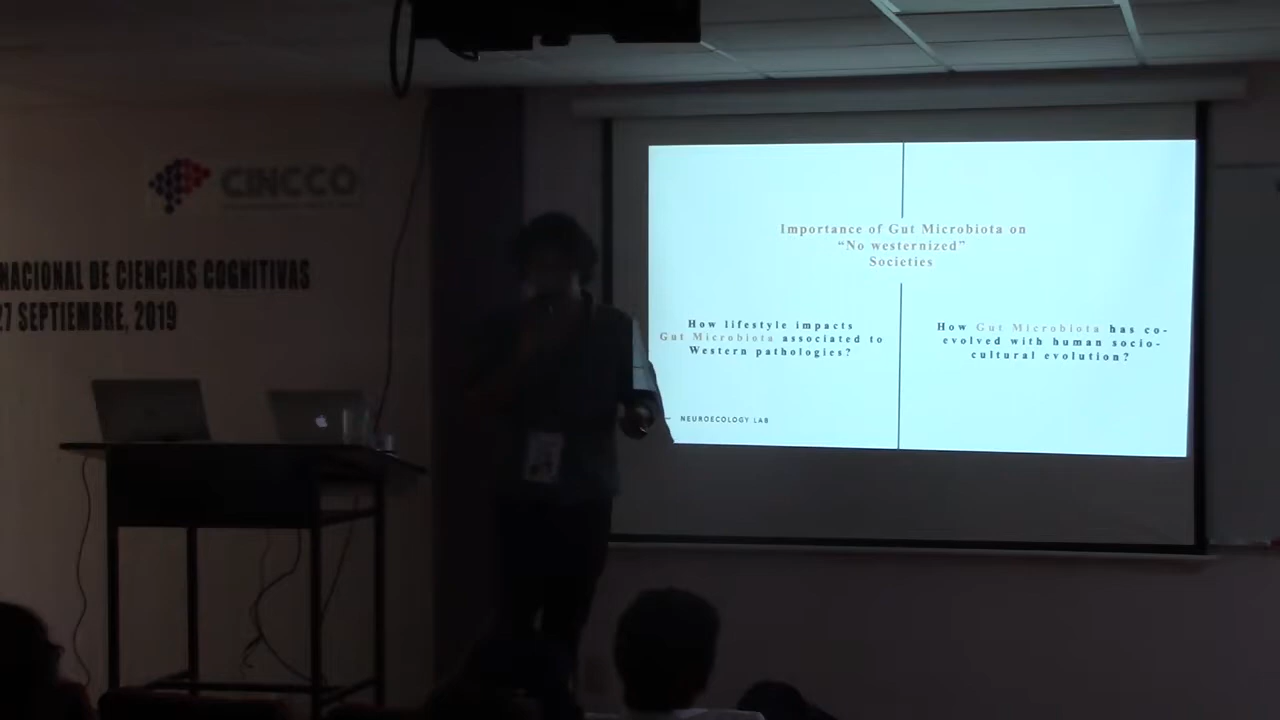 CINCCO
NACIONAL DE CIENCIAS COGNITIVAS
27 SEPTIEMBRE, 2019
Importance of Gut Microbiota on
“No westernized”
Societies
How lifestyle impacts
Gut Microbiota associated to
Western pathologies?
How Gut Microbiota has co-
evolved with human socio-
cultural evolution?
NEUROECOLOGY LAB